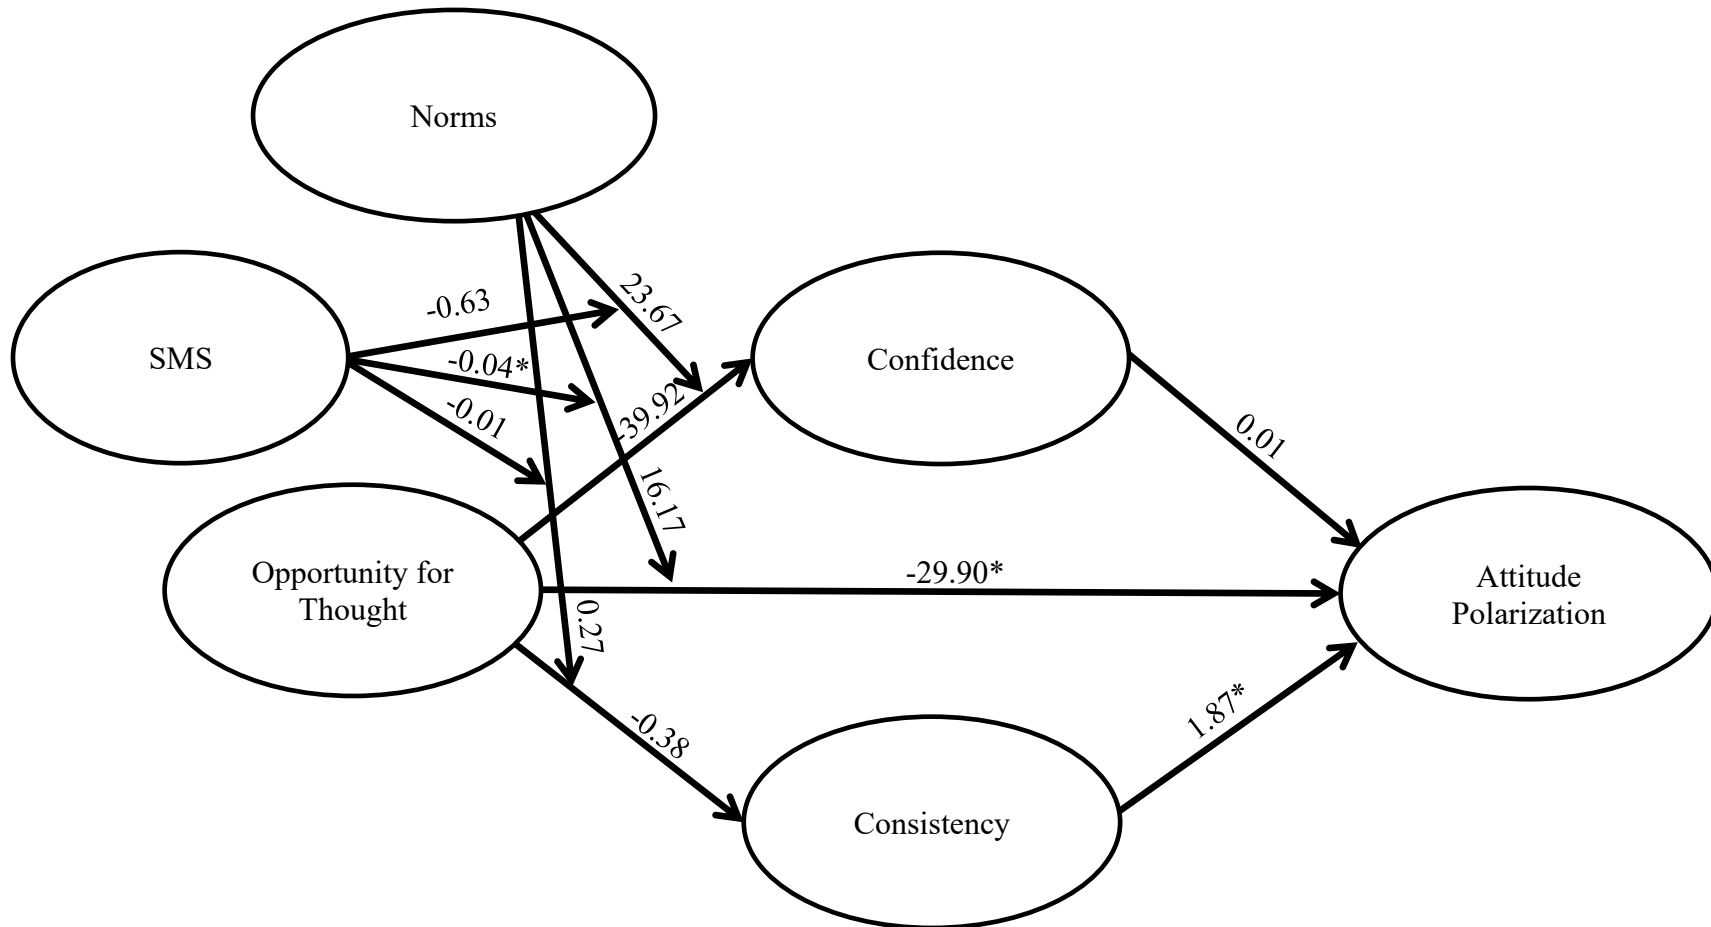 Norms
23.67
-0.63
SMS
-0.04*
Confidence
-0.01
-39.92
0.01
16.17
Opportunity for
Thought
-29.90*
Attitude
Polarization
0.27
-0.38
1.87*
Consistency